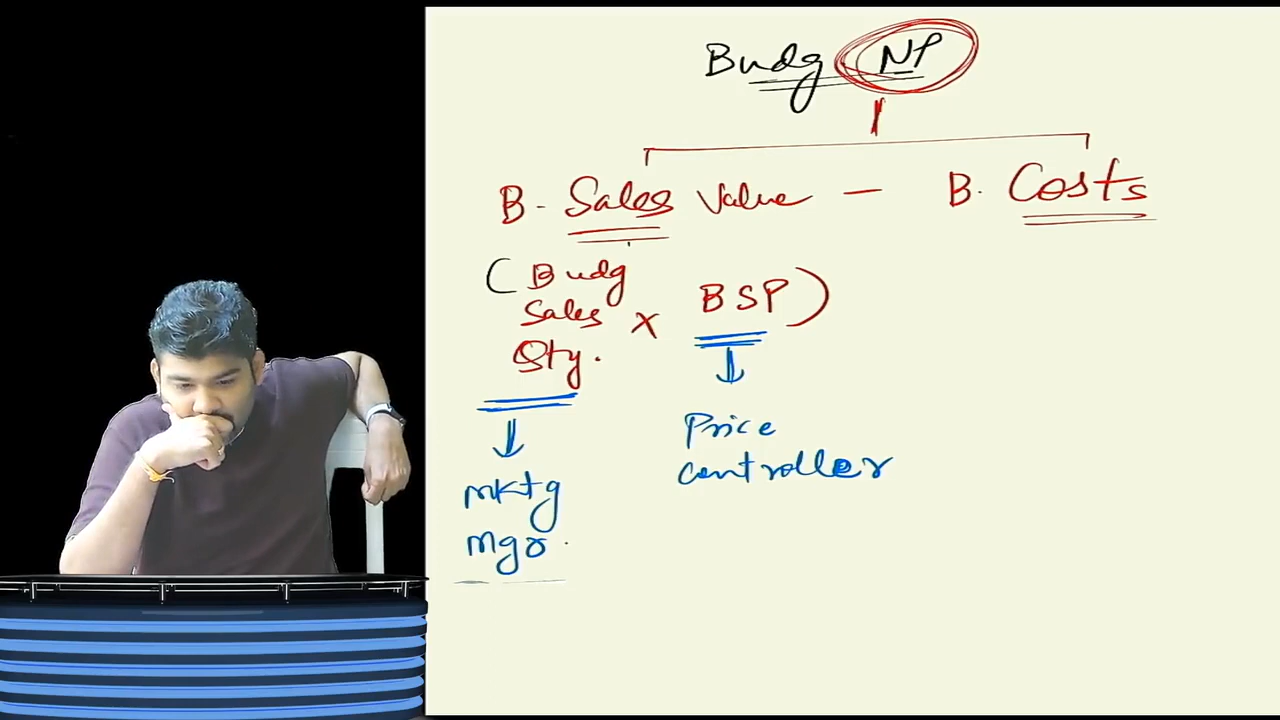 Budg NP
B. Sales Value — B. Costs
(Budg Sales Qty. × BSP)
↓ ↓
Mktg Mgr.
Price controller